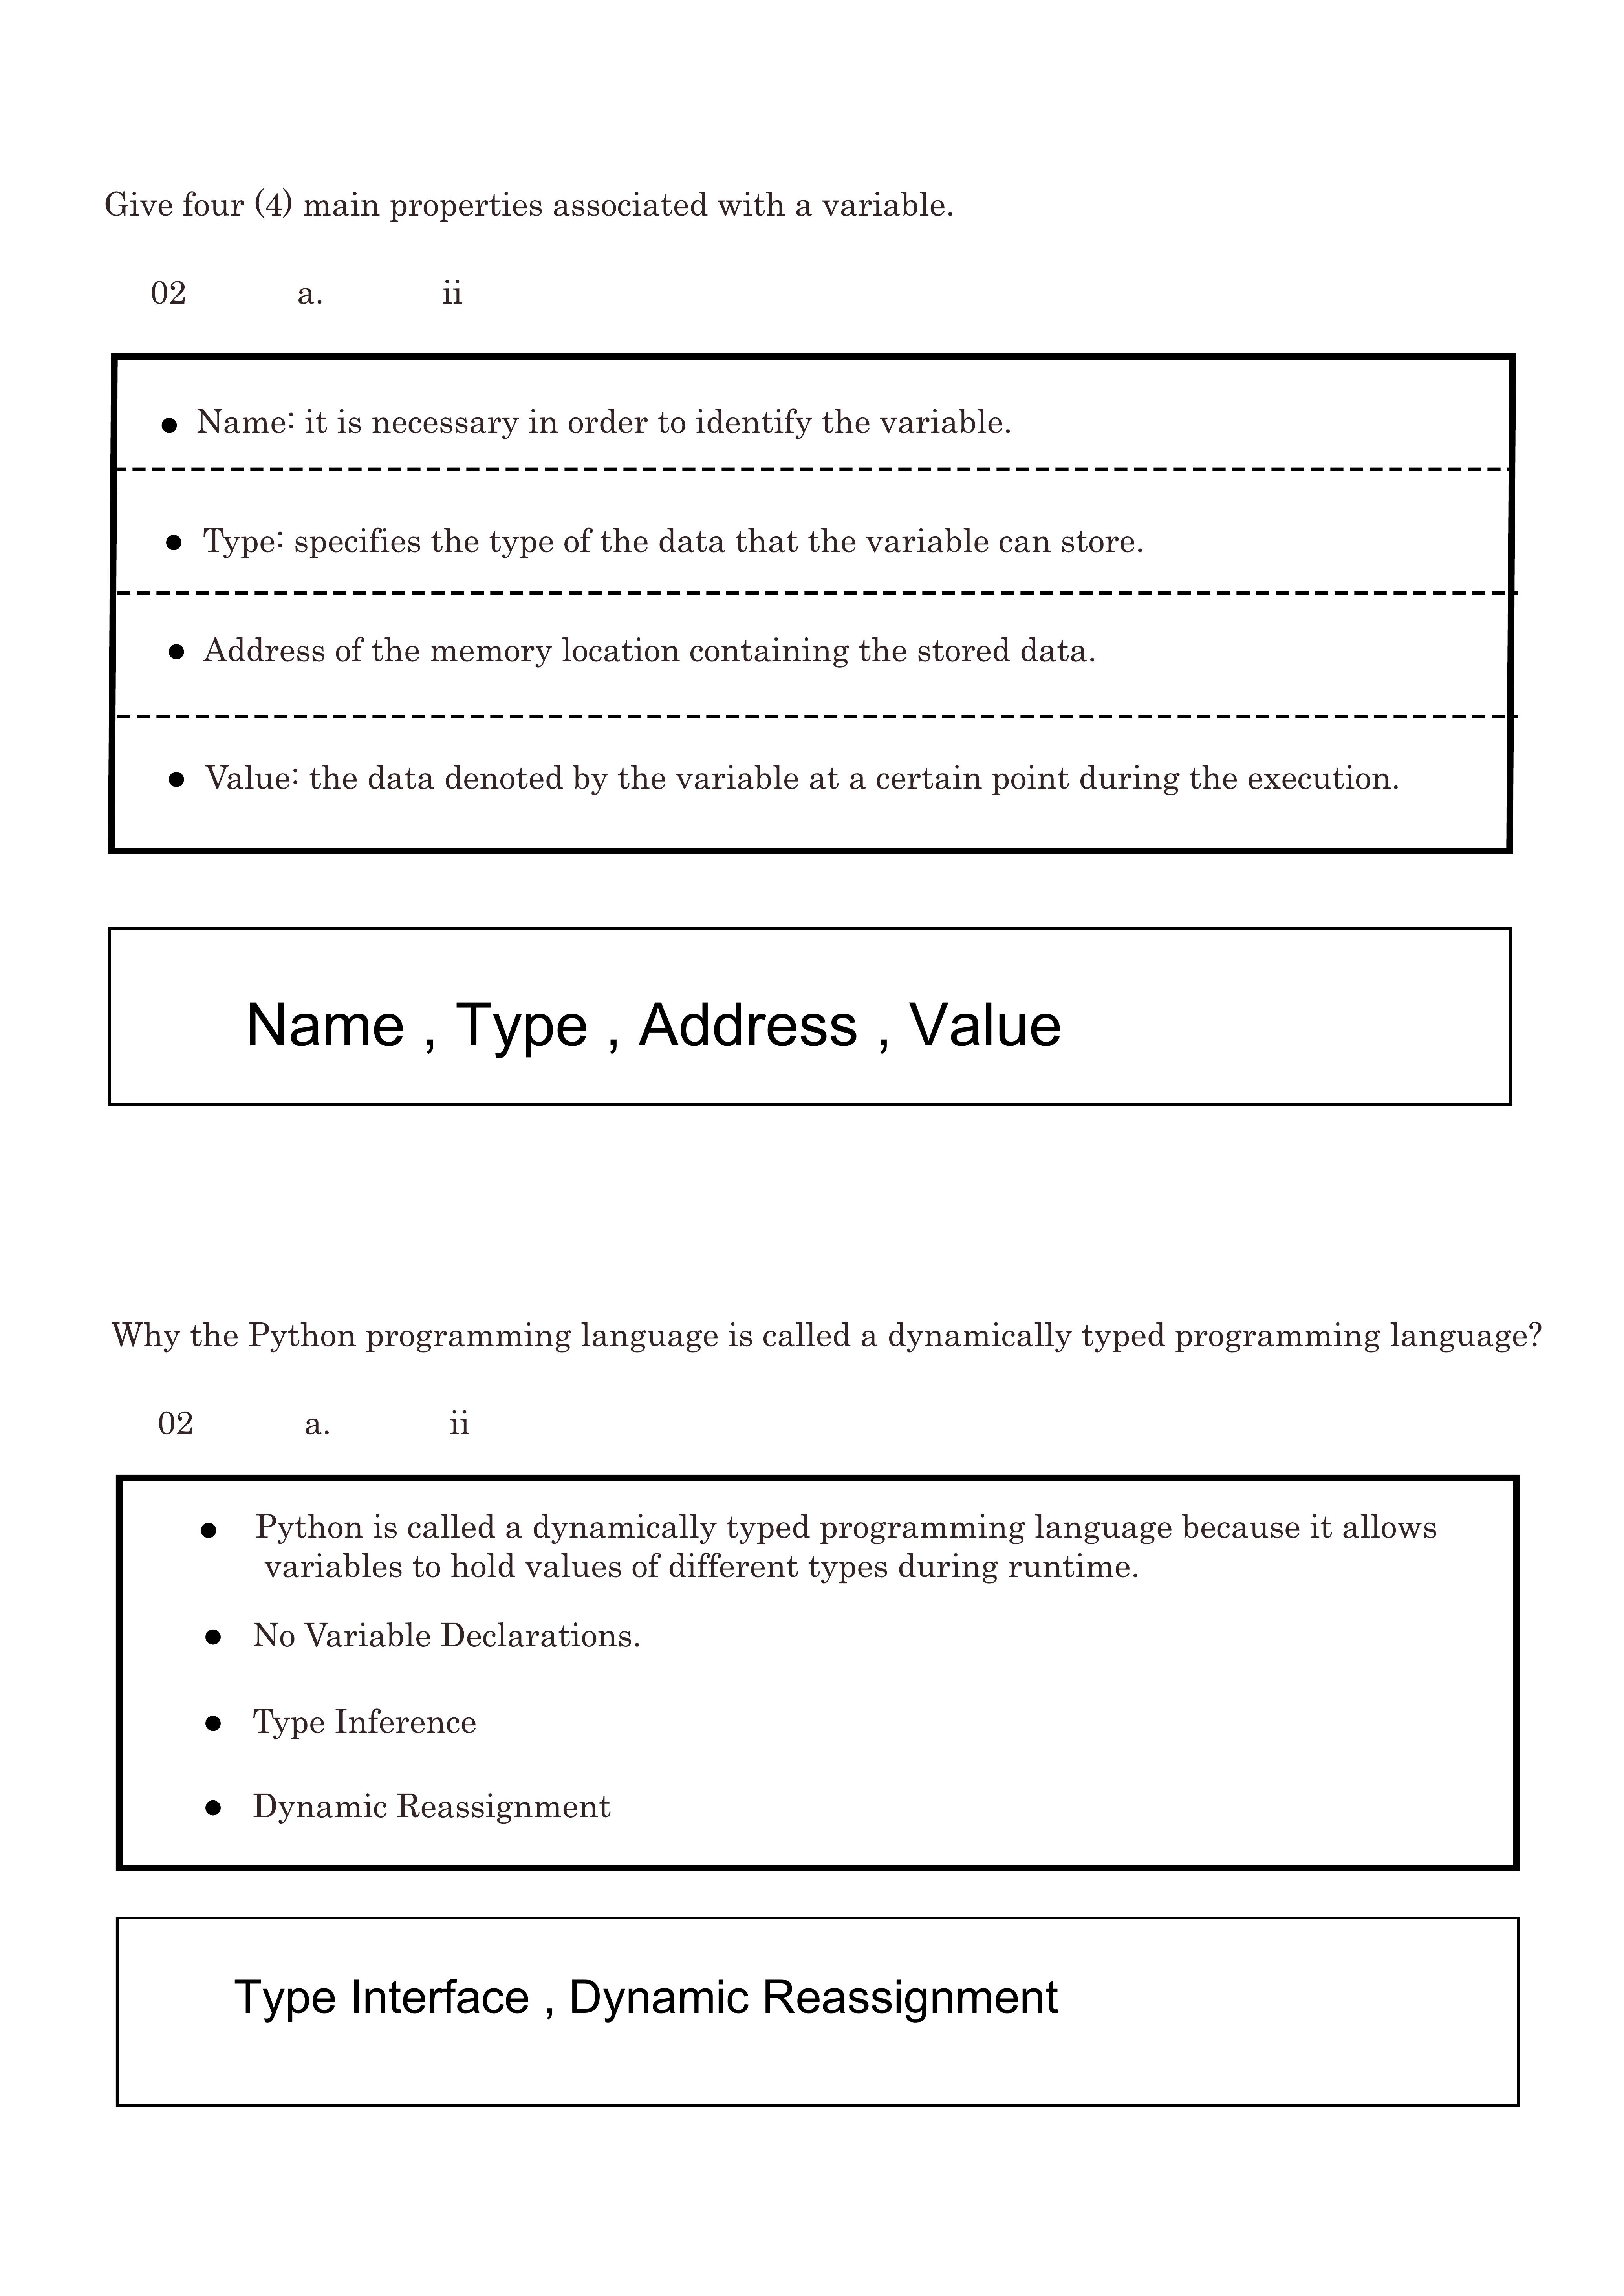 Give four (4) main properties associated with a variable.
02 a. ii
● Name: it is necessary in order to identify the variable.
● Type: specifies the type of the data that the variable can store.
● Address of the memory location containing the stored data.
● Value: the data denoted by the variable at a certain point during the execution.
Name , Type , Address , Value
Why the Python programming language is called a dynamically typed programming language?
02 a. ii
● Python is called a dynamically typed programming language because it allows
variables to hold values of different types during runtime.
● No Variable Declarations.
● Type Inference
● Dynamic Reassignment
Type Interface , Dynamic Reassignment